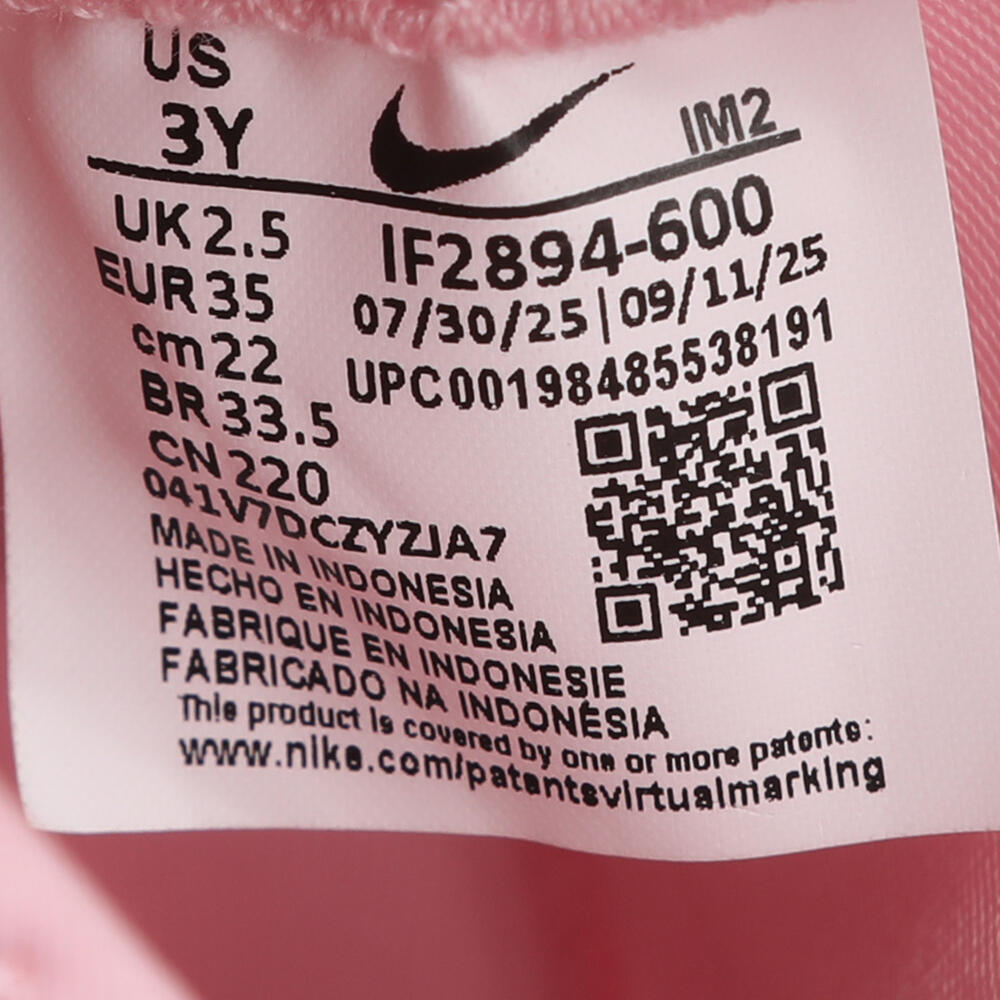 US
3Y
IM2
UK 2.5
EUR 35
cm 22
BR 33.5
CN 220
IF2894-600
07/30/25 | 09/11/25
UPC00198485538191
041V7DCZYZJA7
MADE IN INDONESIA
HECHO EN INDONESIA
FABRIQUE EN INDONESIE
FABRICADO NA INDONÉSIA
This product is covered by one or more patents:
www.nike.com/patentsvirtualmarking